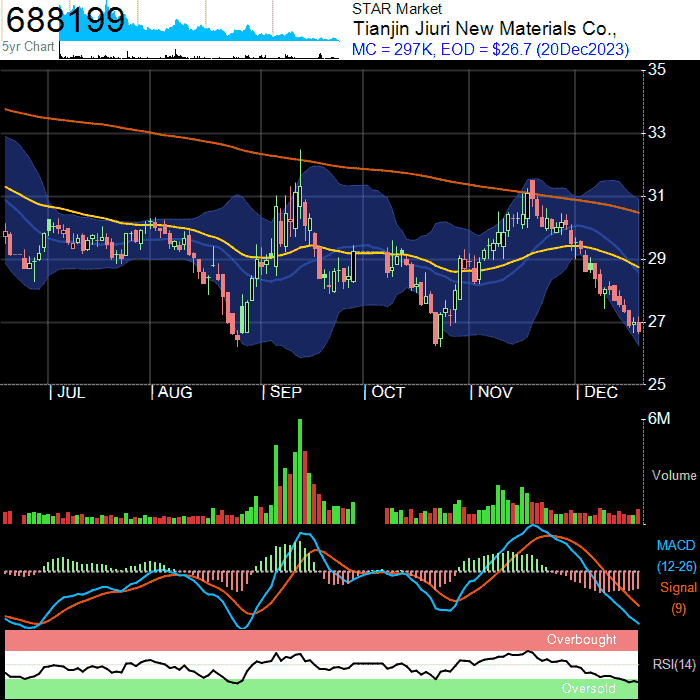 688199
5yr Chart
STAR Market
Tianjin Jiuri New Materials Co.,
MC = 297K, EOD = $26.7 (20Dec2023)
35
33
31
29
27
25
| JUL | AUG | SEP | OCT | NOV | DEC
6M
Volume
MACD
(12-26)
Signal
(9)
Overbought
RSI(14)
Oversold